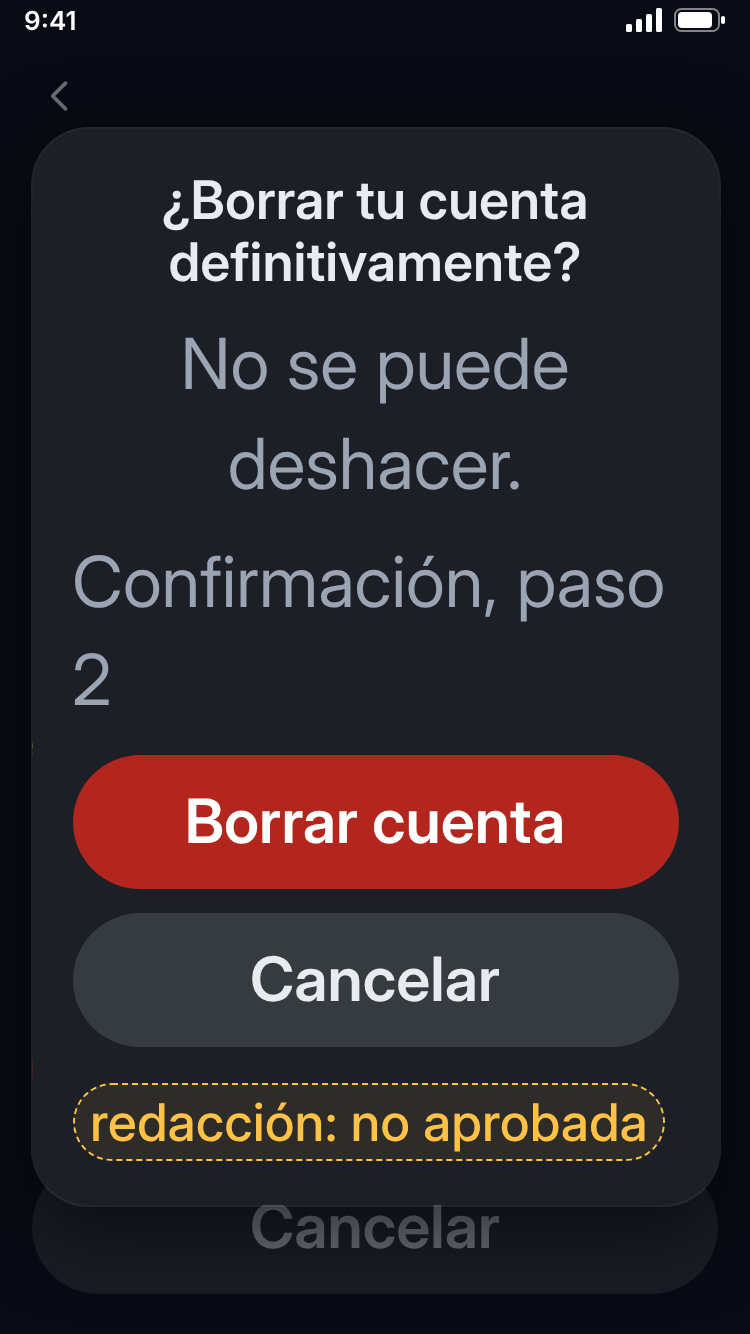 9:41
¿Borrar tu cuenta
definitivamente?
No se puede
deshacer.
Confirmación, paso
2
Borrar cuenta
Cancelar
redacción: no aprobada
Cancelar